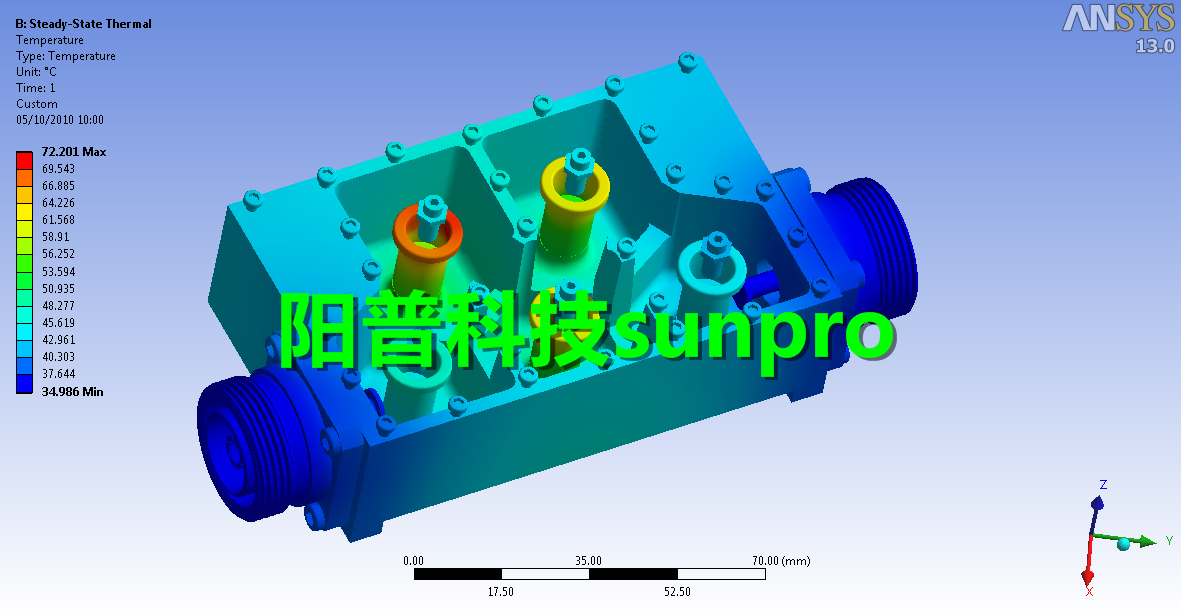 B: Steady-State Thermal
Temperature
Type: Temperature
Unit: °C
Time: 1
Custom
05/10/2010 10:00
ANSYS
13.0
72.201 Max
69.543
66.885
64.226
61.568
58.91
56.252
53.594
50.935
48.277
45.619
42.961
40.303
37.644
34.986 Min
阳普科技sunpro
0.00 35.00 70.00 (mm)
17.50 52.50
Z
Y
X